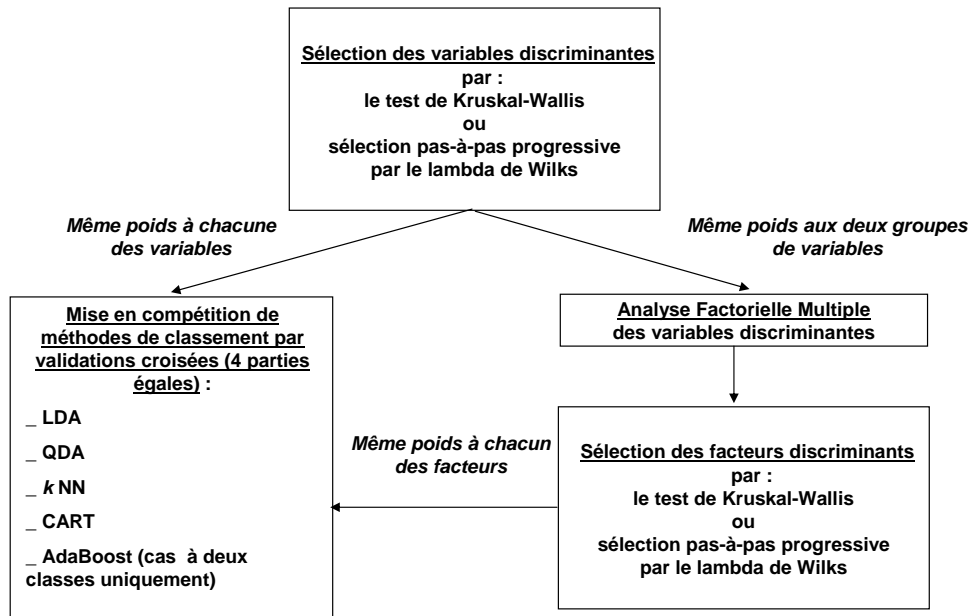 Sélection des variables discriminantes
par :
le test de Kruskal-Wallis
ou
sélection pas-à-pas progressive
par le lambda de Wilks
Même poids à chacune
des variables
Même poids aux deux groupes
de variables
Mise en compétition de
méthodes de classement par
validations croisées (4 parties
égales) :
_ LDA
_ QDA
_ k NN
_ CART
_ AdaBoost (cas à deux
classes uniquement)
Analyse Factorielle Multiple
des variables discriminantes
Même poids à chacun
des facteurs
Sélection des facteurs discriminants
par :
le test de Kruskal-Wallis
ou
sélection pas-à-pas progressive
par le lambda de Wilks